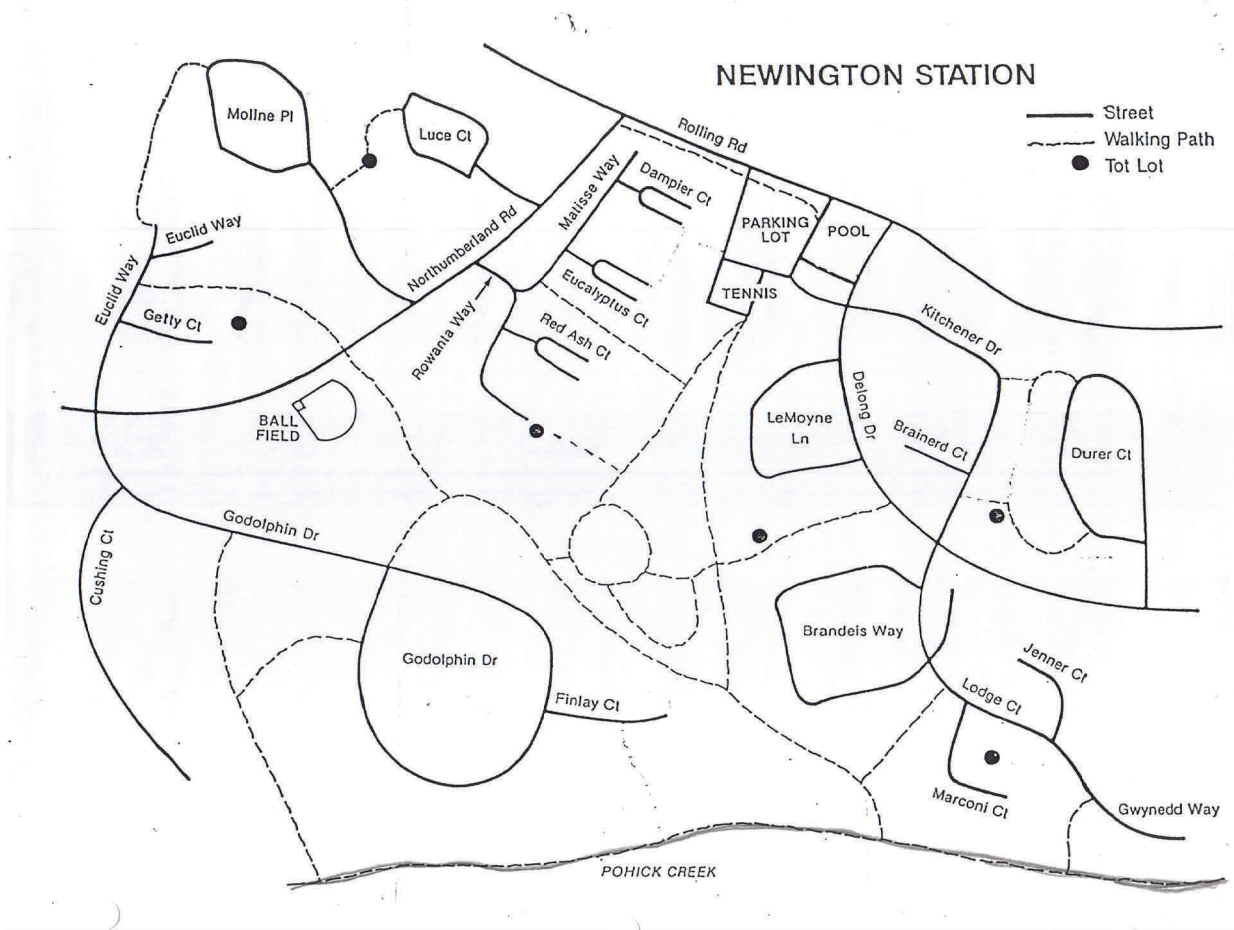 NEWINGTON STATION
Street
Walking Path
Tot Lot
Moline Pl
Luce Ct
Rolling Rd
Matisse Way
Dampier Ct
PARKING
LOT
POOL
Euclid Way
Northumberland Rd
Euclid Way
Getty Ct
Eucalyptus Ct
TENNIS
Rowanta Way
Red Ash Ct
Kitchener Dr
BALL
FIELD
LeMoyne
Ln
Delong Dr
Brainerd Ct
Durer Ct
Godolphin Dr
Cushing Ct
Brandeis Way
Godolphin Dr
Jenner Ct
Finlay Ct
Lodge Ct
Marconi Ct
Gwynedd Way
POHICK CREEK